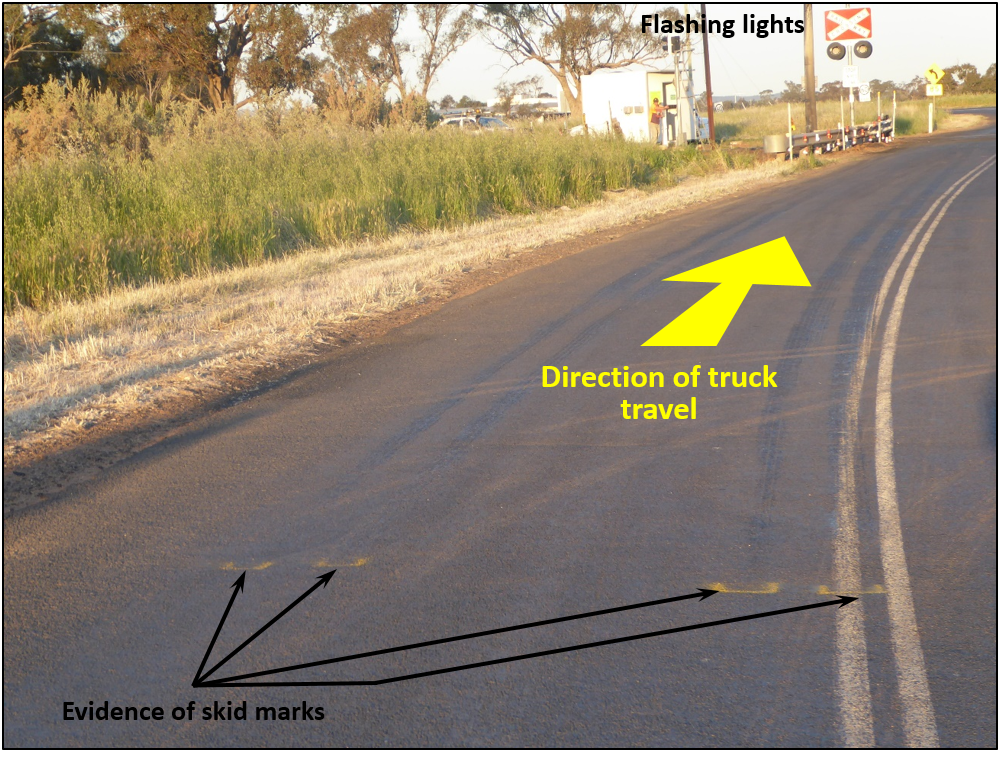 Flashing lights
Direction of truck
travel
Evidence of skid marks